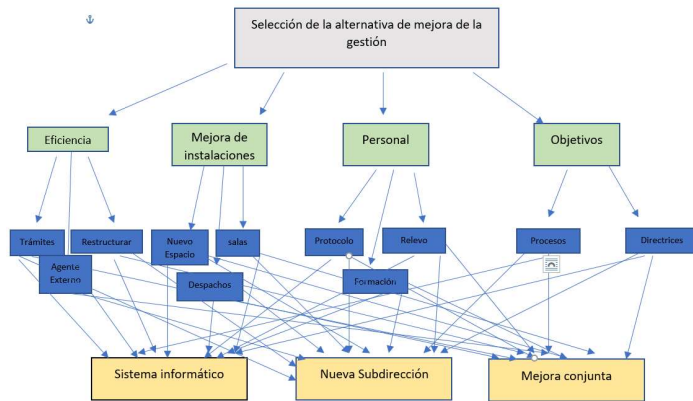 Selección de la alternativa de mejora de la
gestión
Eficiencia
Mejora de
instalaciones
Personal
Objetivos
Trámites
Restructurar
Nuevo
Espacio
salas
Protocolo
Relevo
Procesos
Directrices
Agente
Externo
Despachos
Formación
Sistema informático
Nueva Subdirección
Mejora conjunta